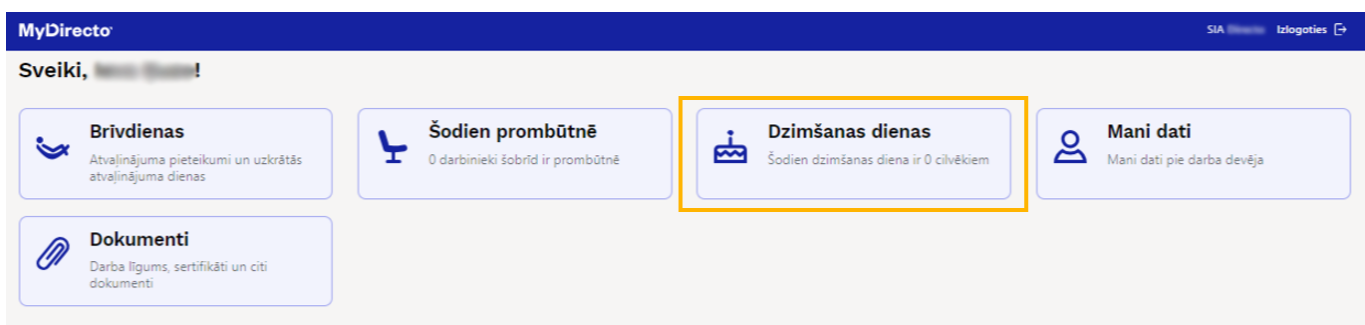 MyDirecto
SIA Izlogoties
Sveiki, !
Brīvdienas
Atvaļinājuma pieteikumi un uzkrātās
atvaļinājuma dienas
Šodien prombūtnē
0 darbinieki šobrīd ir prombūtnē
Dzimšanas dienas
Šodien dzimšanas diena ir 0 cilvēkiem
Mani dati
Mani dati pie darba devēja
Dokumenti
Darba līgums, sertifikāti un citi
dokumenti